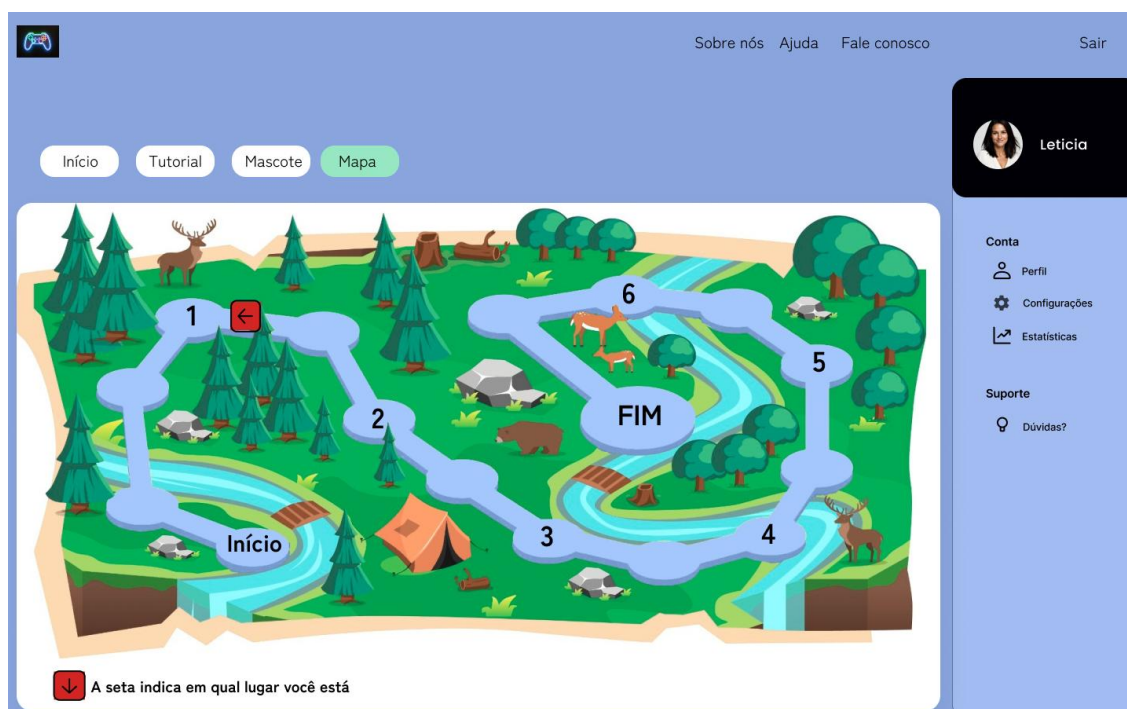 Sobre nós Ajuda Fale conosco Sair
Leticia
Início Tutorial Mascote Mapa
Conta
Perfil
Configurações
Estatísticas
Suporte
Dúvidas?
1
6
5
2
FIM
3
4
Início
A seta indica em qual lugar você está